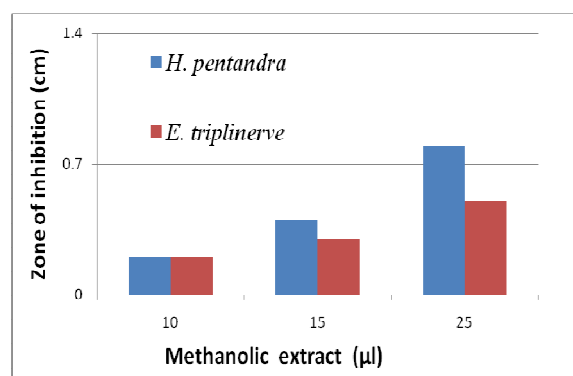 1.4
H. pentandra
E. triplinerve
0.7
0
Zone of inhibition (cm)
10 15 25
Methanolic extract (µl)